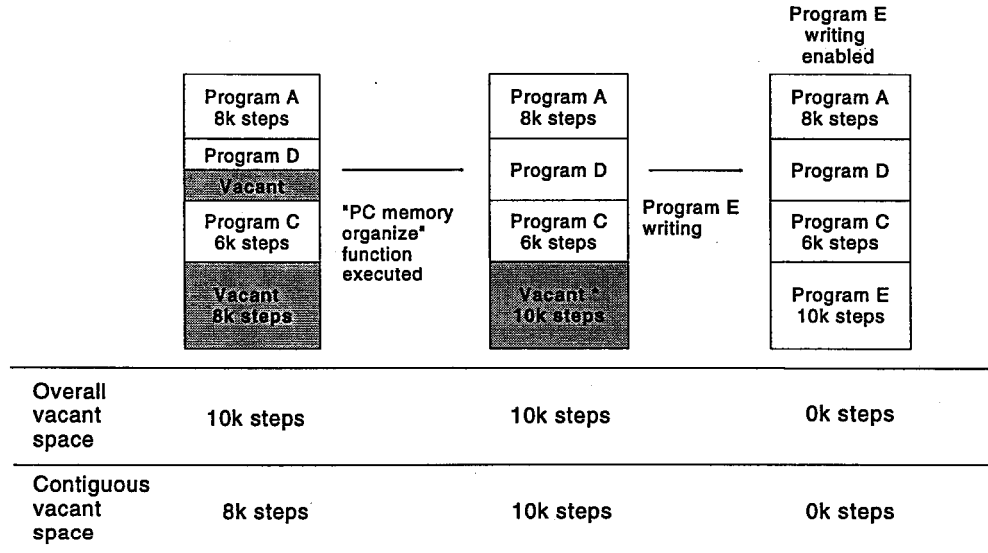 Program E
writing
enabled
Program A
8k steps
Program D
Vacant
Program C
6k steps
Vacant
8k steps
"PC memory
organize"
function
executed
Program A
8k steps
Program D
Program C
6k steps
Vacant *
10k steps
Program E
writing
Program A
8k steps
Program D
Program C
6k steps
Program E
10k steps
Overall
vacant
space
10k steps
10k steps
0k steps
Contiguous
vacant
space
8k steps
10k steps
0k steps